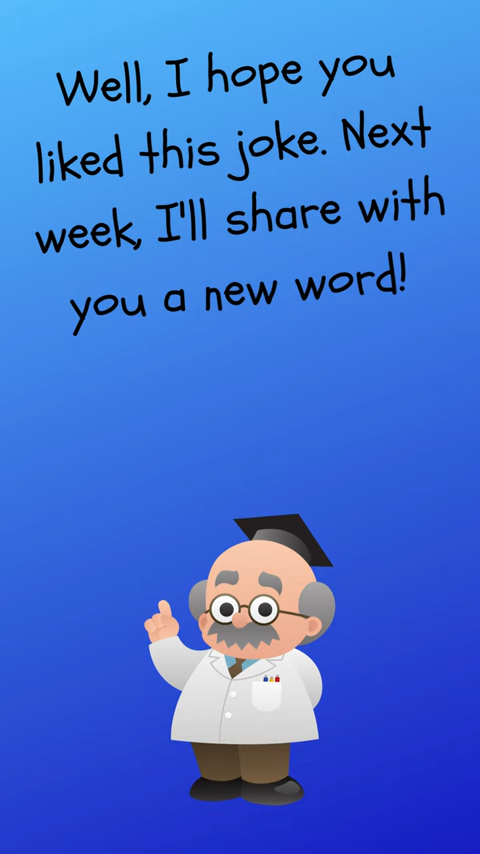 Well, I hope you
liked this joke. Next
week, I'll share with
you a new word!